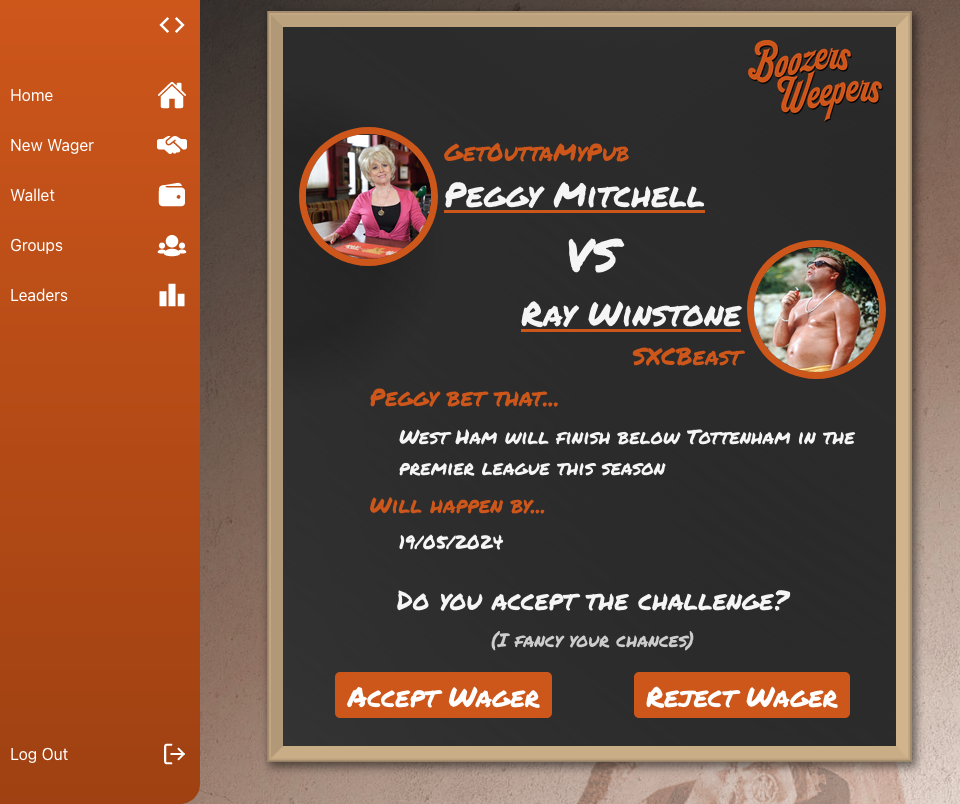 Home
New Wager
Wallet
Groups
Leaders
Log Out
Boozers
Weepers
GetOuttaMyPub
Peggy Mitchell
VS
Ray Winstone
SXCBeast
Peggy bet that...
West Ham will finish below Tottenham in the
premier league this season
Will happen by...
19/05/2024
Do you accept the challenge?
(I fancy your chances)
Accept Wager
Reject Wager